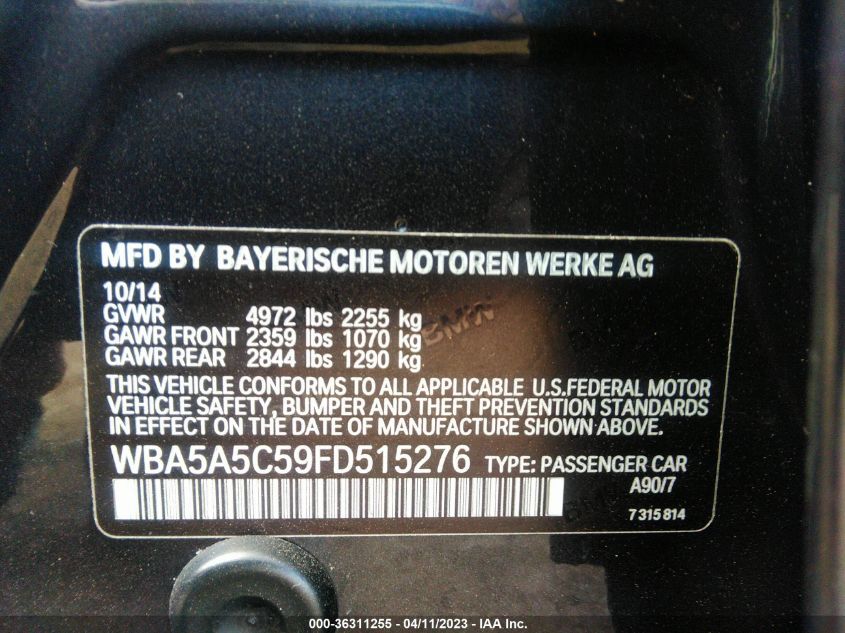 MFD BY BAYERISCHE MOTOREN WERKE AG
10/14
GVWR 4972 lbs 2255 kg
GAWR FRONT 2359 lbs 1070 kg
GAWR REAR 2844 lbs 1290 kg
BMW
THIS VEHICLE CONFORMS TO ALL APPLICABLE U.S.FEDERAL MOTOR
VEHICLE SAFETY, BUMPER AND THEFT PREVENTION STANDARDS
IN EFFECT ON THE DATE OF MANUFACTURE SHOWN ABOVE.
WBA5A5C59FD515276 TYPE: PASSENGER CAR
A90/7
7315814
000-36311255 - 04/11/2023 - IAA Inc.